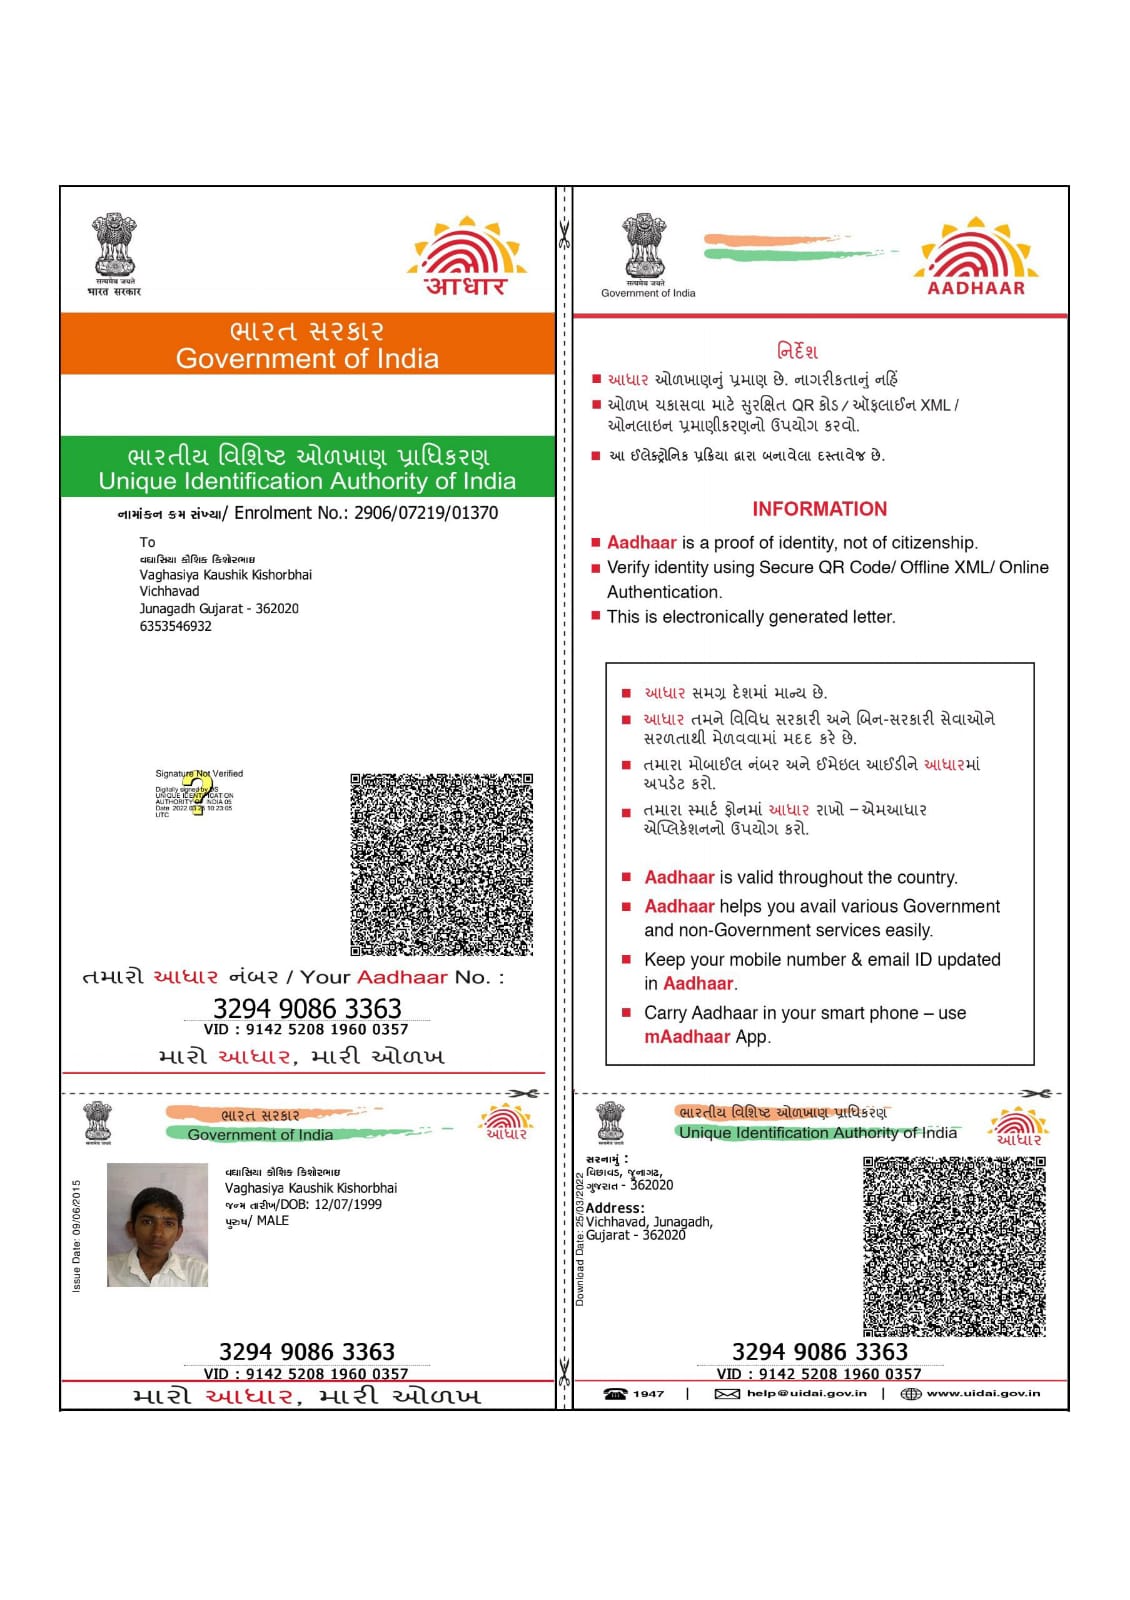 सत्यमेव जयते
भारत सरकार
आधार
ભારત સરકાર
Government of India
ભારતીય વિશિષ્ટ ઓળખાણ પ્રાધિકરણ
Unique Identification Authority of India
નામાંકન ક્રમ સંખ્યા/ Enrolment No.: 2906/07219/01370
To
વઘાસિયા કૌશિક કિશોરભાઇ
Vaghasiya Kaushik Kishorbhai
Vichhavad
Junagadh Gujarat - 362020
6353546932
Signature Not Verified
Digitally signed by DS
UNIQUE IDENTIFICATION
AUTHORITY OF INDIA 05
Date: 2022.03.25 10:23:05
UTC
તમારો આધાર નંબર / Your Aadhaar No. :
3294 9086 3363
VID : 9142 5208 1960 0357
મારો આધાર, મારી ઓળખ
सत्यमेव जयते
Government of India
AADHAAR
નિર્દેશ
આધાર ઓળખાણનું પ્રમાણ છે. નાગરીકતાનું નહિં
ઓળખ ચકાસવા માટે સુરક્ષિત QR કોડ / ઑફલાઈન XML /
ઓનલાઇન પ્રમાણીકરણનો ઉપયોગ કરવો.
આ ઈલેક્ટ્રોનિક પ્રક્રિયા દ્વારા બનાવેલા દસ્તાવેજ છે.
INFORMATION
Aadhaar is a proof of identity, not of citizenship.
Verify identity using Secure QR Code/ Offline XML/ Online
Authentication.
This is electronically generated letter.
આધાર સમગ્ર દેશમાં માન્ય છે.
આધાર તમને વિવિધ સરકારી અને બિન-સરકારી સેવાઓને
સરળતાથી મેળવવામાં મદદ કરે છે.
તમારા મોબાઈલ નંબર અને ઈમેઇલ આઈડીને આધારમાં
અપડેટ કરો.
તમારા સ્માર્ટ ફોનમાં આધાર રાખો – એમઆધાર
એપ્લિકેશનનો ઉપયોગ કરો.
Aadhaar is valid throughout the country.
Aadhaar helps you avail various Government
and non-Government services easily.
Keep your mobile number & email ID updated
in Aadhaar.
Carry Aadhaar in your smart phone – use
mAadhaar App.
ભારત સરકાર
Government of India
आधार
Issue Date: 09/06/2015
વઘાસિયા કૌશિક કિશોરભાઇ
Vaghasiya Kaushik Kishorbhai
જન્મ તારીખ/DOB: 12/07/1999
પુરુષ/ MALE
3294 9086 3363
VID : 9142 5208 1960 0357
મારો આધાર, મારી ઓળખ
ભારતીય વિશિષ્ટ ઓળખાણ પ્રાધિકરણ
Unique Identification Authority of India
आधार
Download Date: 25/03/2022
સરનામું :
વિછાવડ, જુનાગઢ,
ગુજરાત - 362020
Address:
Vichhavad, Junagadh,
Gujarat - 362020
3294 9086 3363
VID : 9142 5208 1960 0357
1947 | help@uidai.gov.in | www.uidai.gov.in